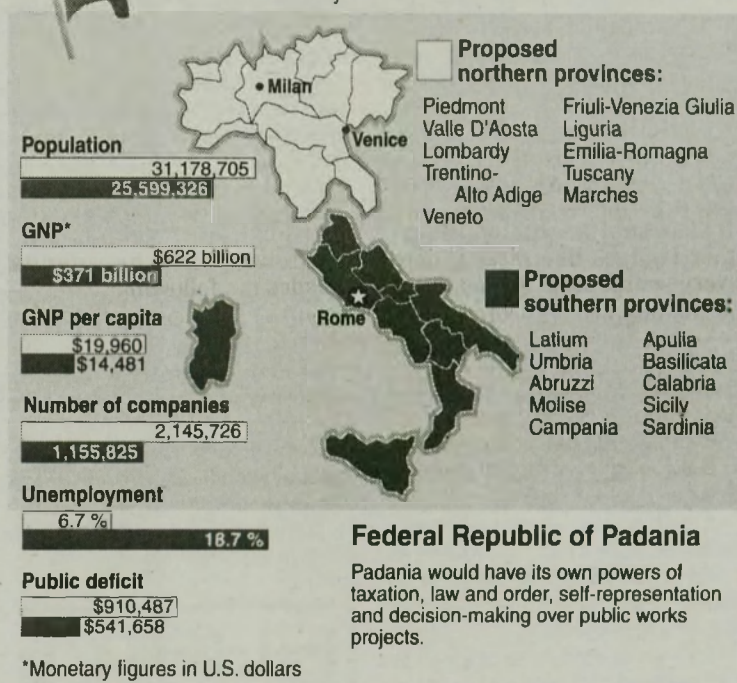 Proposed
northern provinces:
Piedmont
Valle D'Aosta
Lombardy
Trentino-
Alto Adige
Veneto
Friuli-Venezia Giulia
Liguria
Emilia-Romagna
Tuscany
Marches
Milan
Venice
Population
31,178,705
25,599,326
GNP*
$622 billion
$371 billion
GNP per capita
$19,960
$14,481
Number of companies
2,145,726
1,155,825
Unemployment
6.7 %
18.7 %
Public deficit
$910,487
$541,658
*Monetary figures in U.S. dollars
Rome
Proposed
southern provinces:
Latium
Umbria
Abruzzi
Molise
Campania
Apulia
Basilicata
Calabria
Sicily
Sardinia
Federal Republic of Padania
Padania would have its own powers of
taxation, law and order, self-representation
and decision-making over public works
projects.